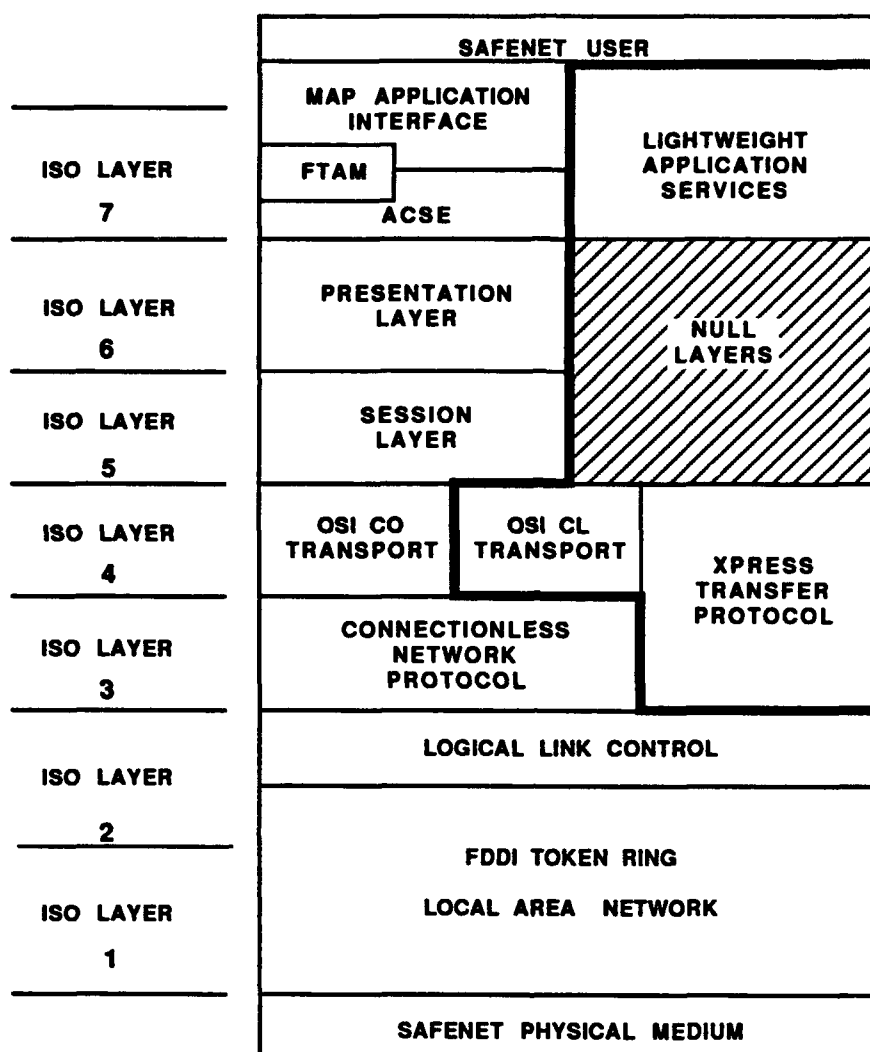 SAFENET USER
MAP APPLICATION
INTERFACE
LIGHTWEIGHT
APPLICATION
SERVICES
ISO LAYER
7
FTAM
ACSE
ISO LAYER
6
PRESENTATION
LAYER
NULL
LAYERS
ISO LAYER
5
SESSION
LAYER
ISO LAYER
4
OSI CO
TRANSPORT
OSI CL
TRANSPORT
XPRESS
TRANSFER
PROTOCOL
ISO LAYER
3
CONNECTIONLESS
NETWORK
PROTOCOL
LOGICAL LINK CONTROL
ISO LAYER
2
FDDI TOKEN RING
LOCAL AREA NETWORK
ISO LAYER
1
SAFENET PHYSICAL MEDIUM